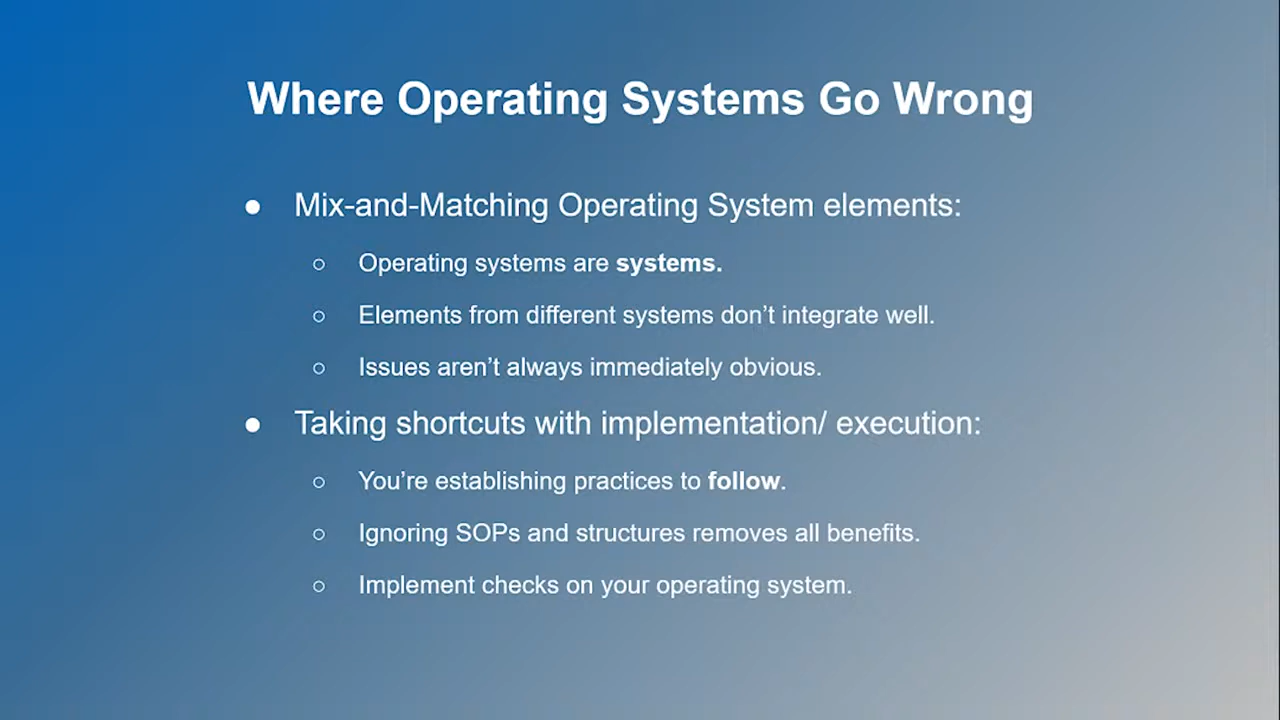 Where Operating Systems Go Wrong
● Mix-and-Matching Operating System elements:
○ Operating systems are systems.
○ Elements from different systems don’t integrate well.
○ Issues aren’t always immediately obvious.
● Taking shortcuts with implementation/ execution:
○ You’re establishing practices to follow.
○ Ignoring SOPs and structures removes all benefits.
○ Implement checks on your operating system.